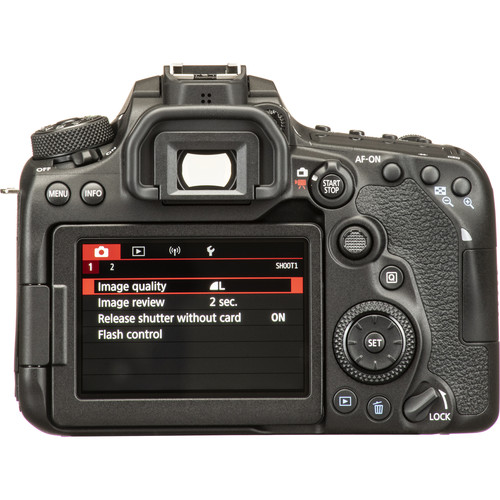 OFF
AF-ON
MENU
INFO
START
STOP
1 2 SHOOT1
Image quality L
Image review 2 sec.
Release shutter without card ON
Flash control
Q
SET
LOCK